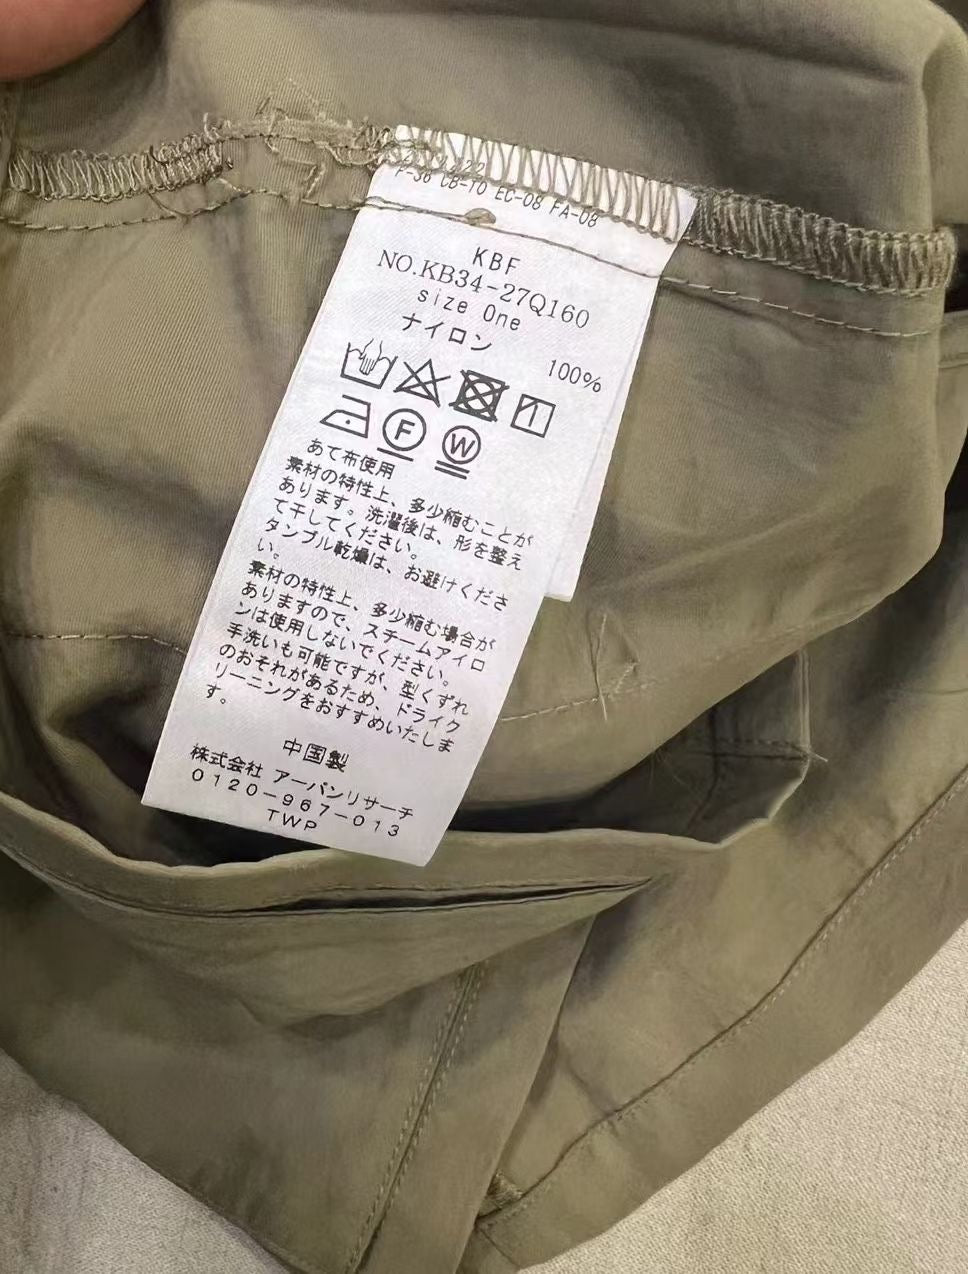 P-36 CB-10 EC-08 FA-08
KBF
NO.KB34-27Q160
size One
ナイロン
100%
F W
あて布使用
素材の特性上、多少縮むことが
あります。洗濯後は、形を整え
て干してください。
タンブル乾燥は、お避けくださ
い。
素材の特性上、多少縮む場合が
ありますので、スチームアイロ
ンは使用しないでください。
手洗いも可能ですが、型くずれ
のおそれがあるため、ドライク
リーニングをおすすめいたしま
す。
中国製
株式会社 アーバンリサーチ
0120-967-013
TWP